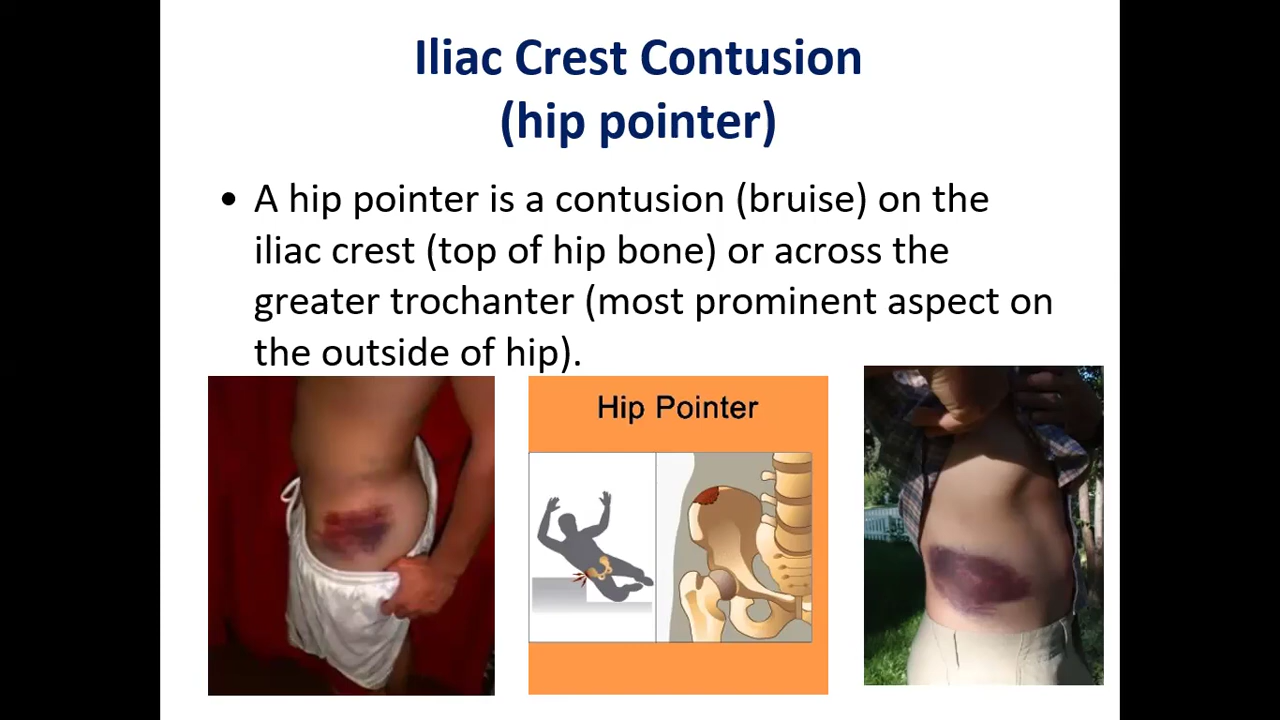 Iliac Crest Contusion
(hip pointer)
• A hip pointer is a contusion (bruise) on the
iliac crest (top of hip bone) or across the
greater trochanter (most prominent aspect on
the outside of hip).
Hip Pointer